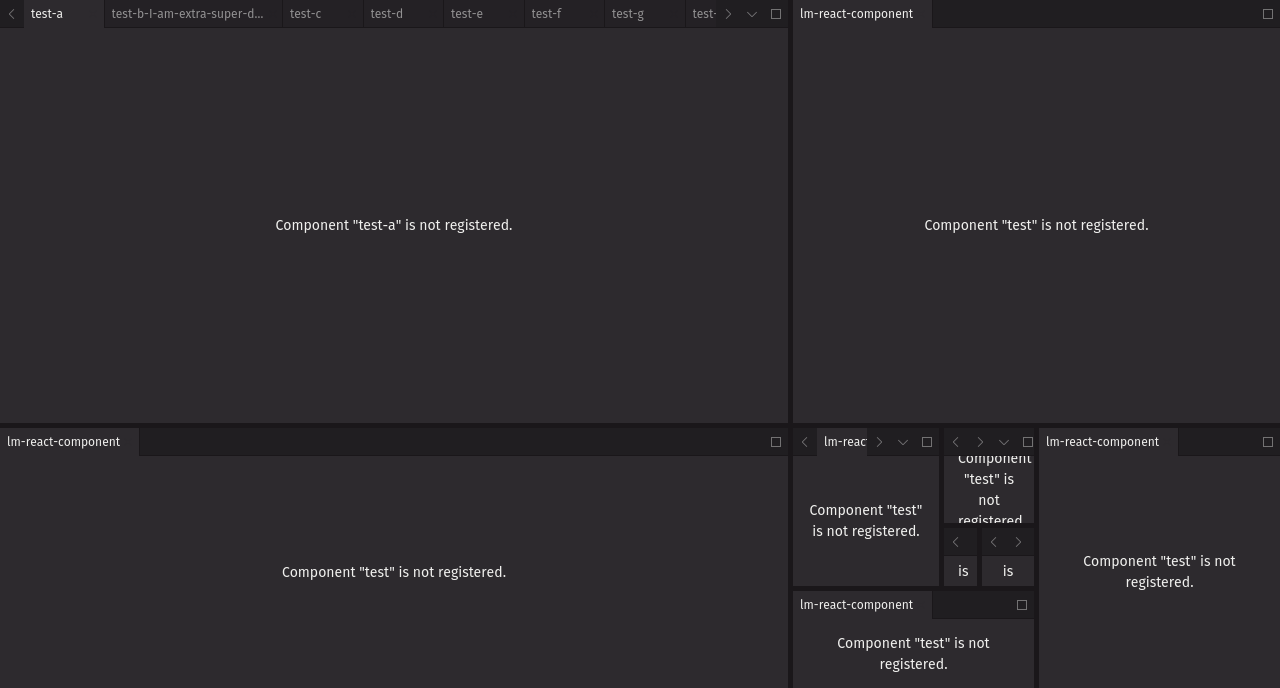 test-a
test-b-I-am-extra-super-d...
test-c
test-d
test-e
test-f
test-g
test-
lm-react-component
Component "test-a" is not registered.
Component "test" is not registered.
lm-react-component
Component "test" is not registered.
lm-reac
Component "test"
is not registered.
Component
"test" is
not
registered
is
is
lm-react-component
Component "test" is not
registered.
lm-react-component
Component "test" is not
registered.